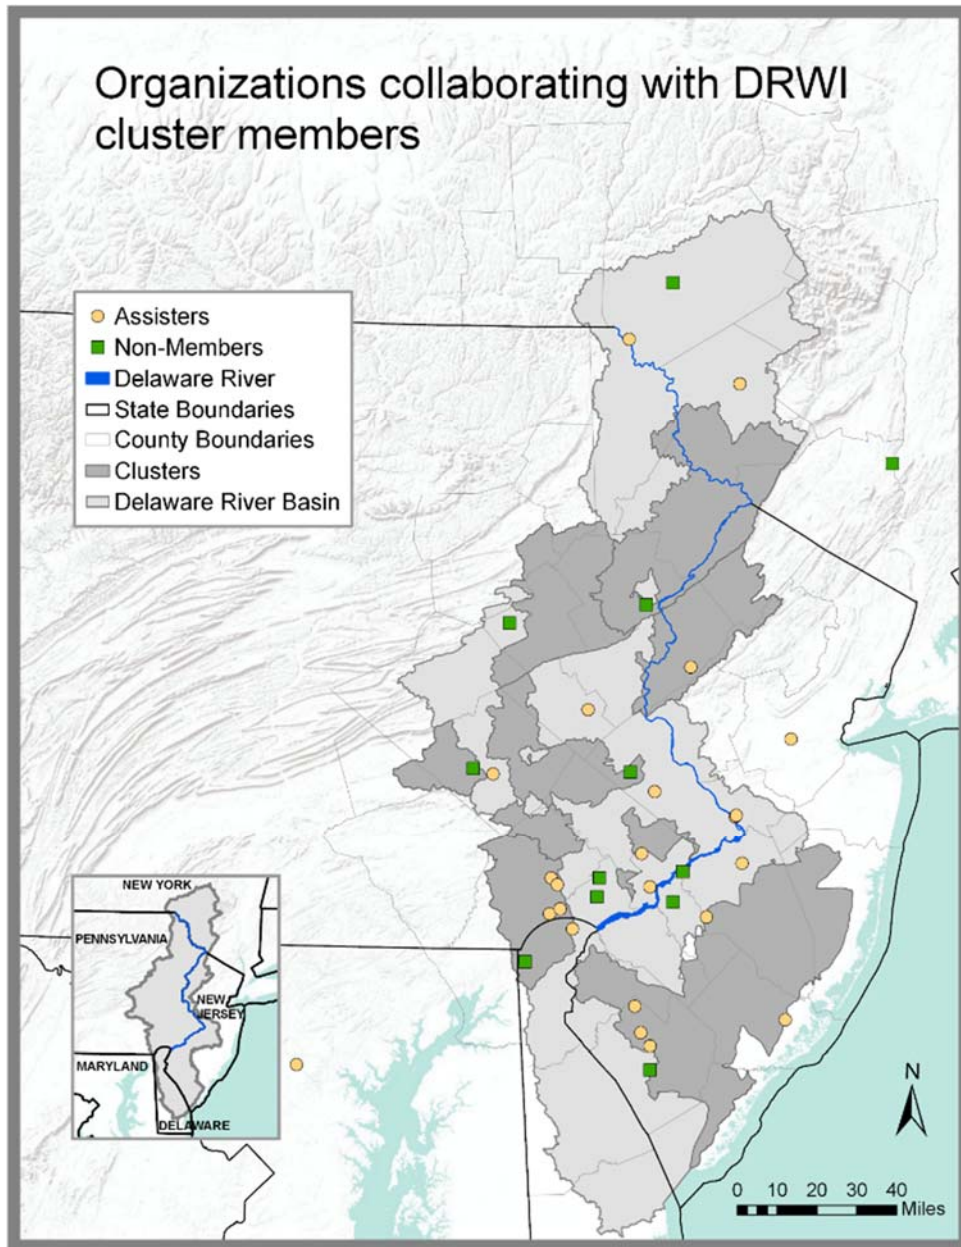 Organizations collaborating with DRWI
cluster members
Assisters
Non-Members
Delaware River
State Boundaries
County Boundaries
Clusters
Delaware River Basin
NEW YORK
PENNSYLVANIA
NEW
JERSEY
MARYLAND
DELAWARE
N
0 10 20 30 40
Miles